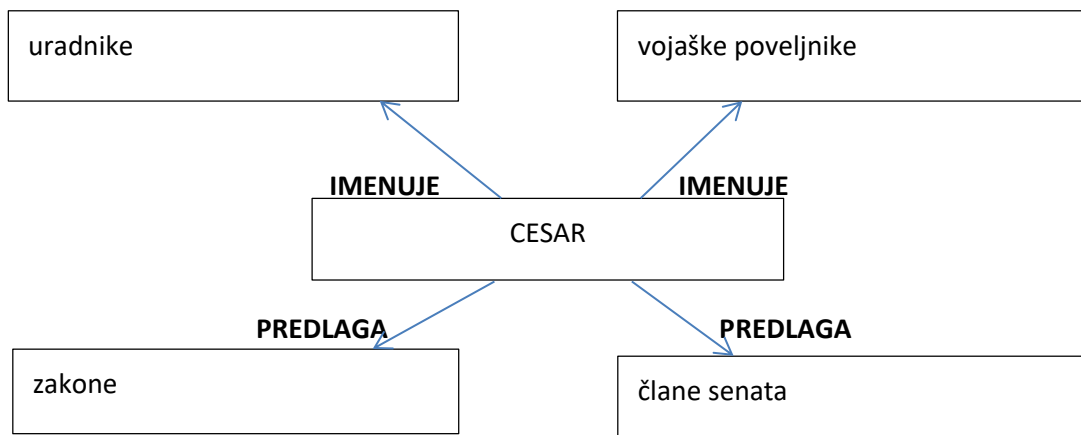 uradnike
vojaške poveljnike
IMENUJE
IMENUJE
CESAR
PREDLAGA
PREDLAGA
zakone
člane senata